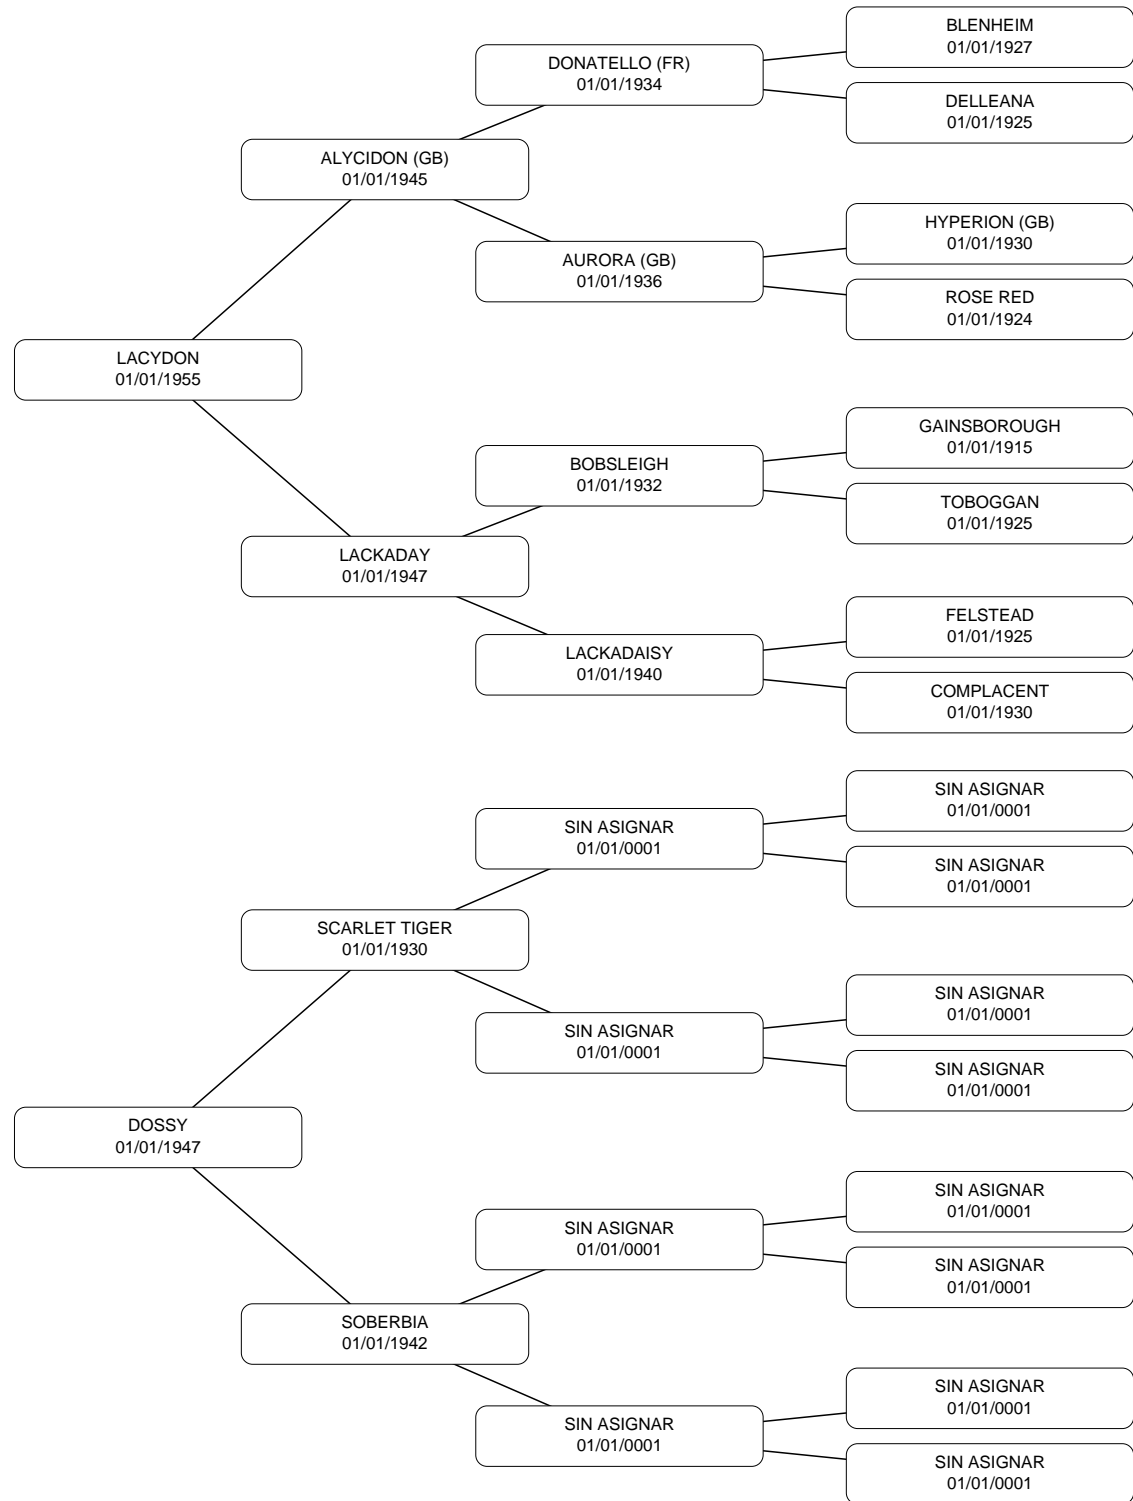 BLENHEIM
01/01/1927
DONATELLO (FR)
01/01/1934
DELLEANA
01/01/1925
ALYCIDON (GB)
01/01/1945
HYPERION (GB)
01/01/1930
AURORA (GB)
01/01/1936
ROSE RED
01/01/1924
LACYDON
01/01/1955
GAINSBOROUGH
01/01/1915
BOBSLEIGH
01/01/1932
TOBOGGAN
01/01/1925
LACKADAY
01/01/1947
FELSTEAD
01/01/1925
LACKADAISY
01/01/1940
COMPLACENT
01/01/1930
SIN ASIGNAR
01/01/0001
SIN ASIGNAR
01/01/0001
SIN ASIGNAR
01/01/0001
SCARLET TIGER
01/01/1930
SIN ASIGNAR
01/01/0001
SIN ASIGNAR
01/01/0001
SIN ASIGNAR
01/01/0001
DOSSY
01/01/1947
SIN ASIGNAR
01/01/0001
SIN ASIGNAR
01/01/0001
SIN ASIGNAR
01/01/0001
SOBERBIA
01/01/1942
SIN ASIGNAR
01/01/0001
SIN ASIGNAR
01/01/0001
SIN ASIGNAR
01/01/0001